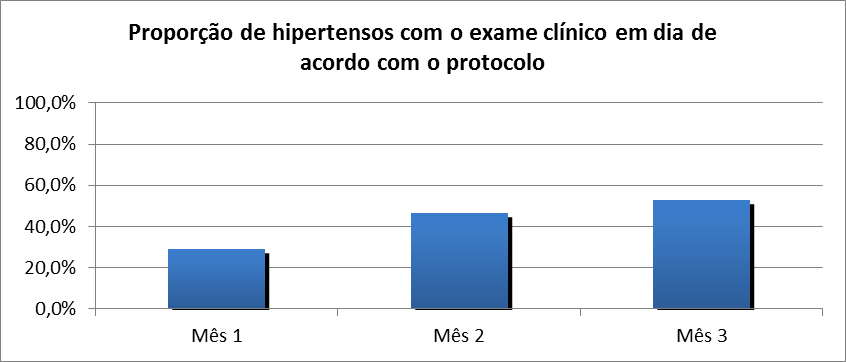 Proporção de hipertensos com o exame clínico em dia de
acordo com o protocolo
100,0%
80,0%
60,0%
40,0%
20,0%
0,0%
Mês 1
Mês 2
Mês 3